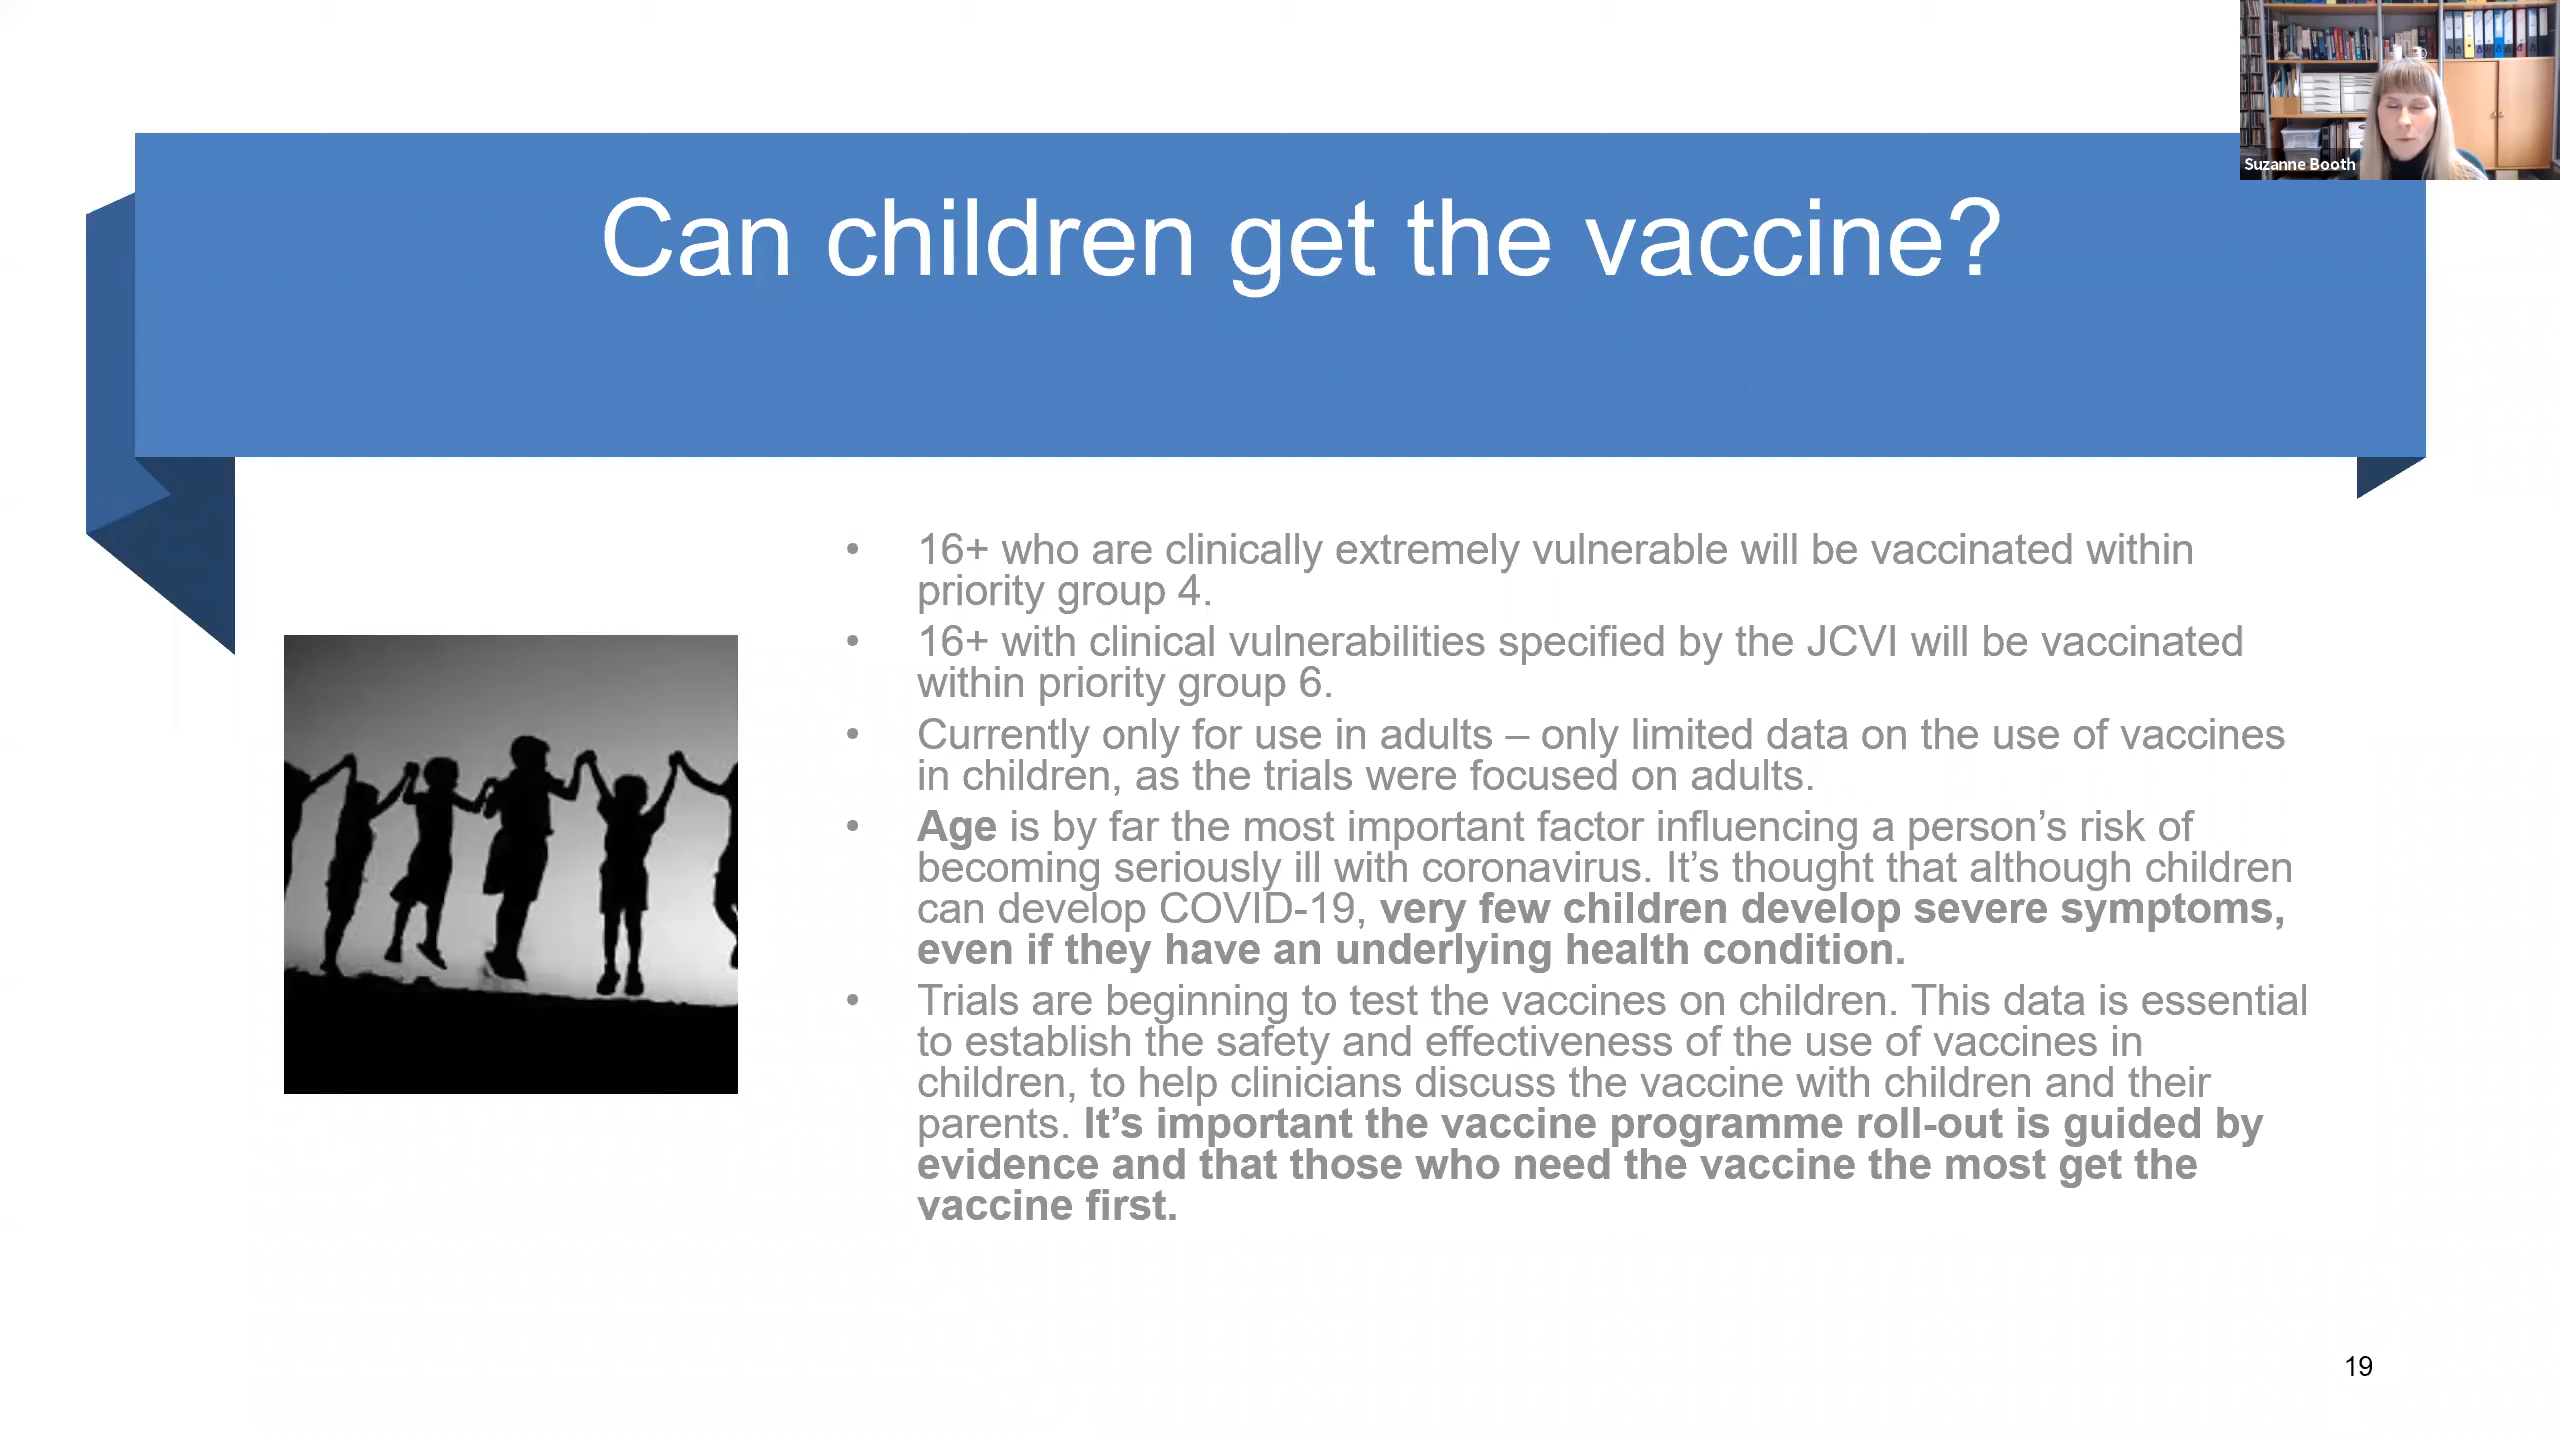 Suzanne Booth
Can children get the vaccine?
• 16+ who are clinically extremely vulnerable will be vaccinated within
priority group 4.
• 16+ with clinical vulnerabilities specified by the JCVI will be vaccinated
within priority group 6.
• Currently only for use in adults – only limited data on the use of vaccines
in children, as the trials were focused on adults.
• Age is by far the most important factor influencing a person’s risk of
becoming seriously ill with coronavirus. It’s thought that although children
can develop COVID-19, very few children develop severe symptoms,
even if they have an underlying health condition.
• Trials are beginning to test the vaccines on children. This data is essential
to establish the safety and effectiveness of the use of vaccines in
children, to help clinicians discuss the vaccine with children and their
parents. It’s important the vaccine programme roll-out is guided by
evidence and that those who need the vaccine the most get the
vaccine first.
19